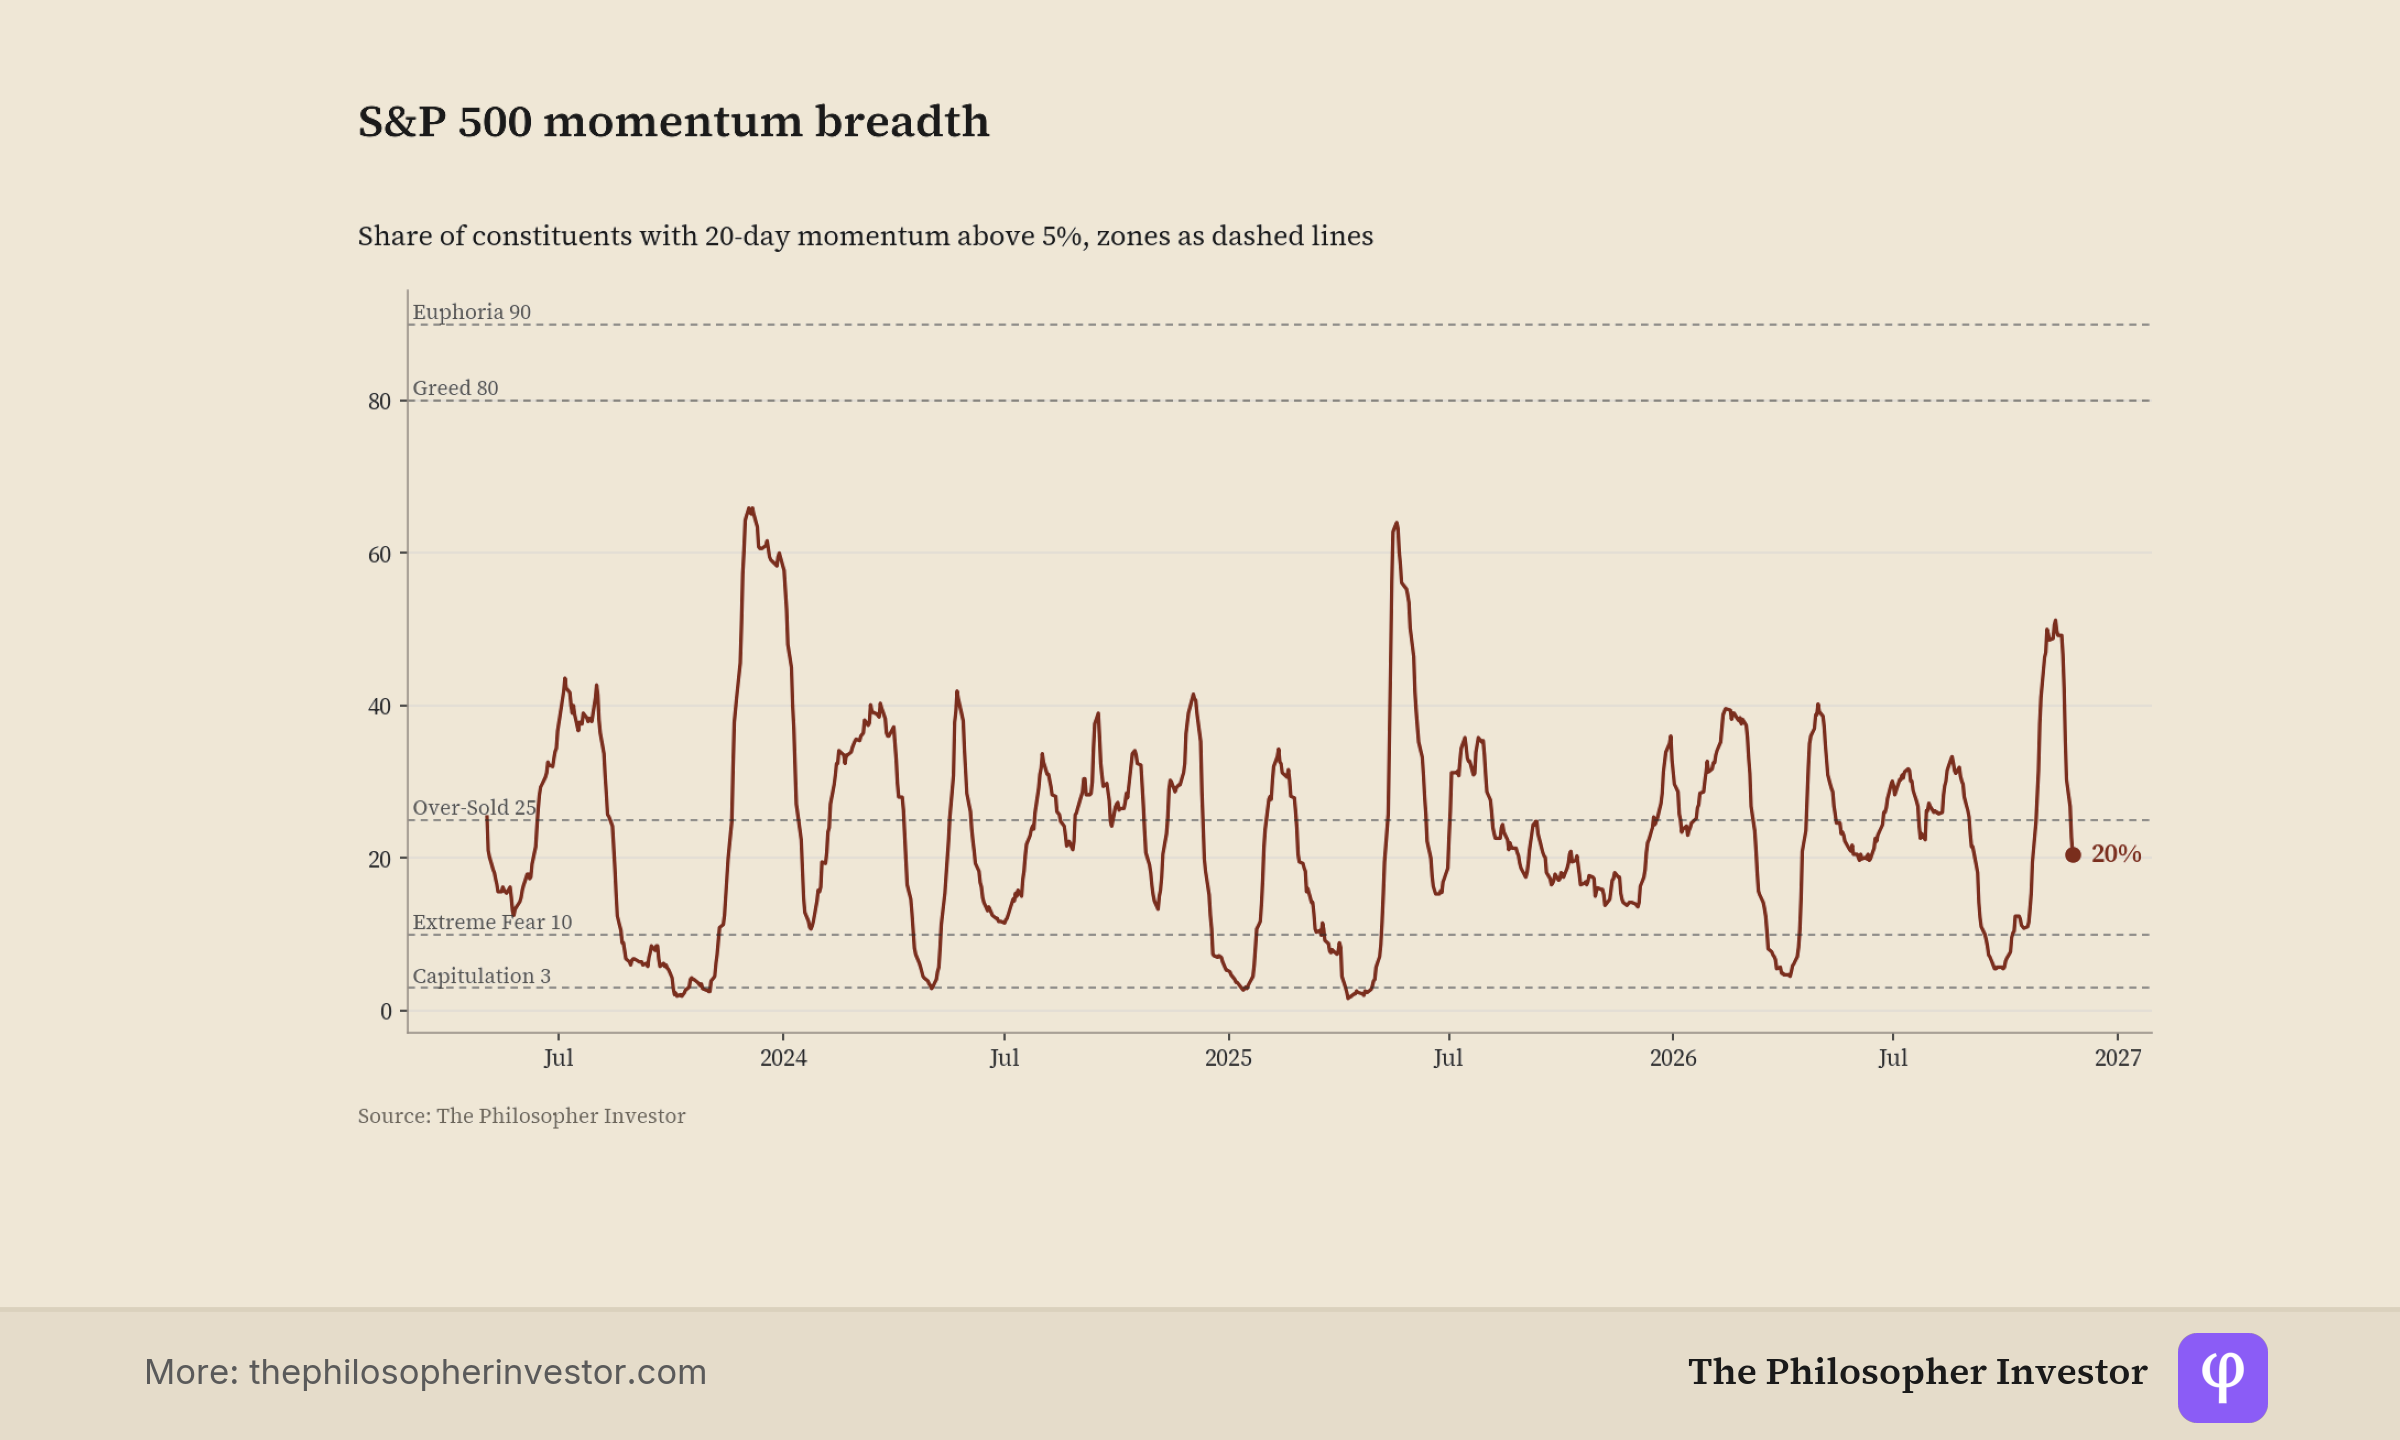 S&P 500 momentum breadth
Share of constituents with 20-day momentum above 5%, zones as dashed lines
Euphoria 90
Greed 80
80
60
40
Over-Sold 25
20
20%
Extreme Fear 10
Capitulation 3
0
Jul 2024 Jul 2025 Jul 2026 Jul 2027
Source: The Philosopher Investor
More: thephilosopherinvestor.com
The Philosopher Investor φ